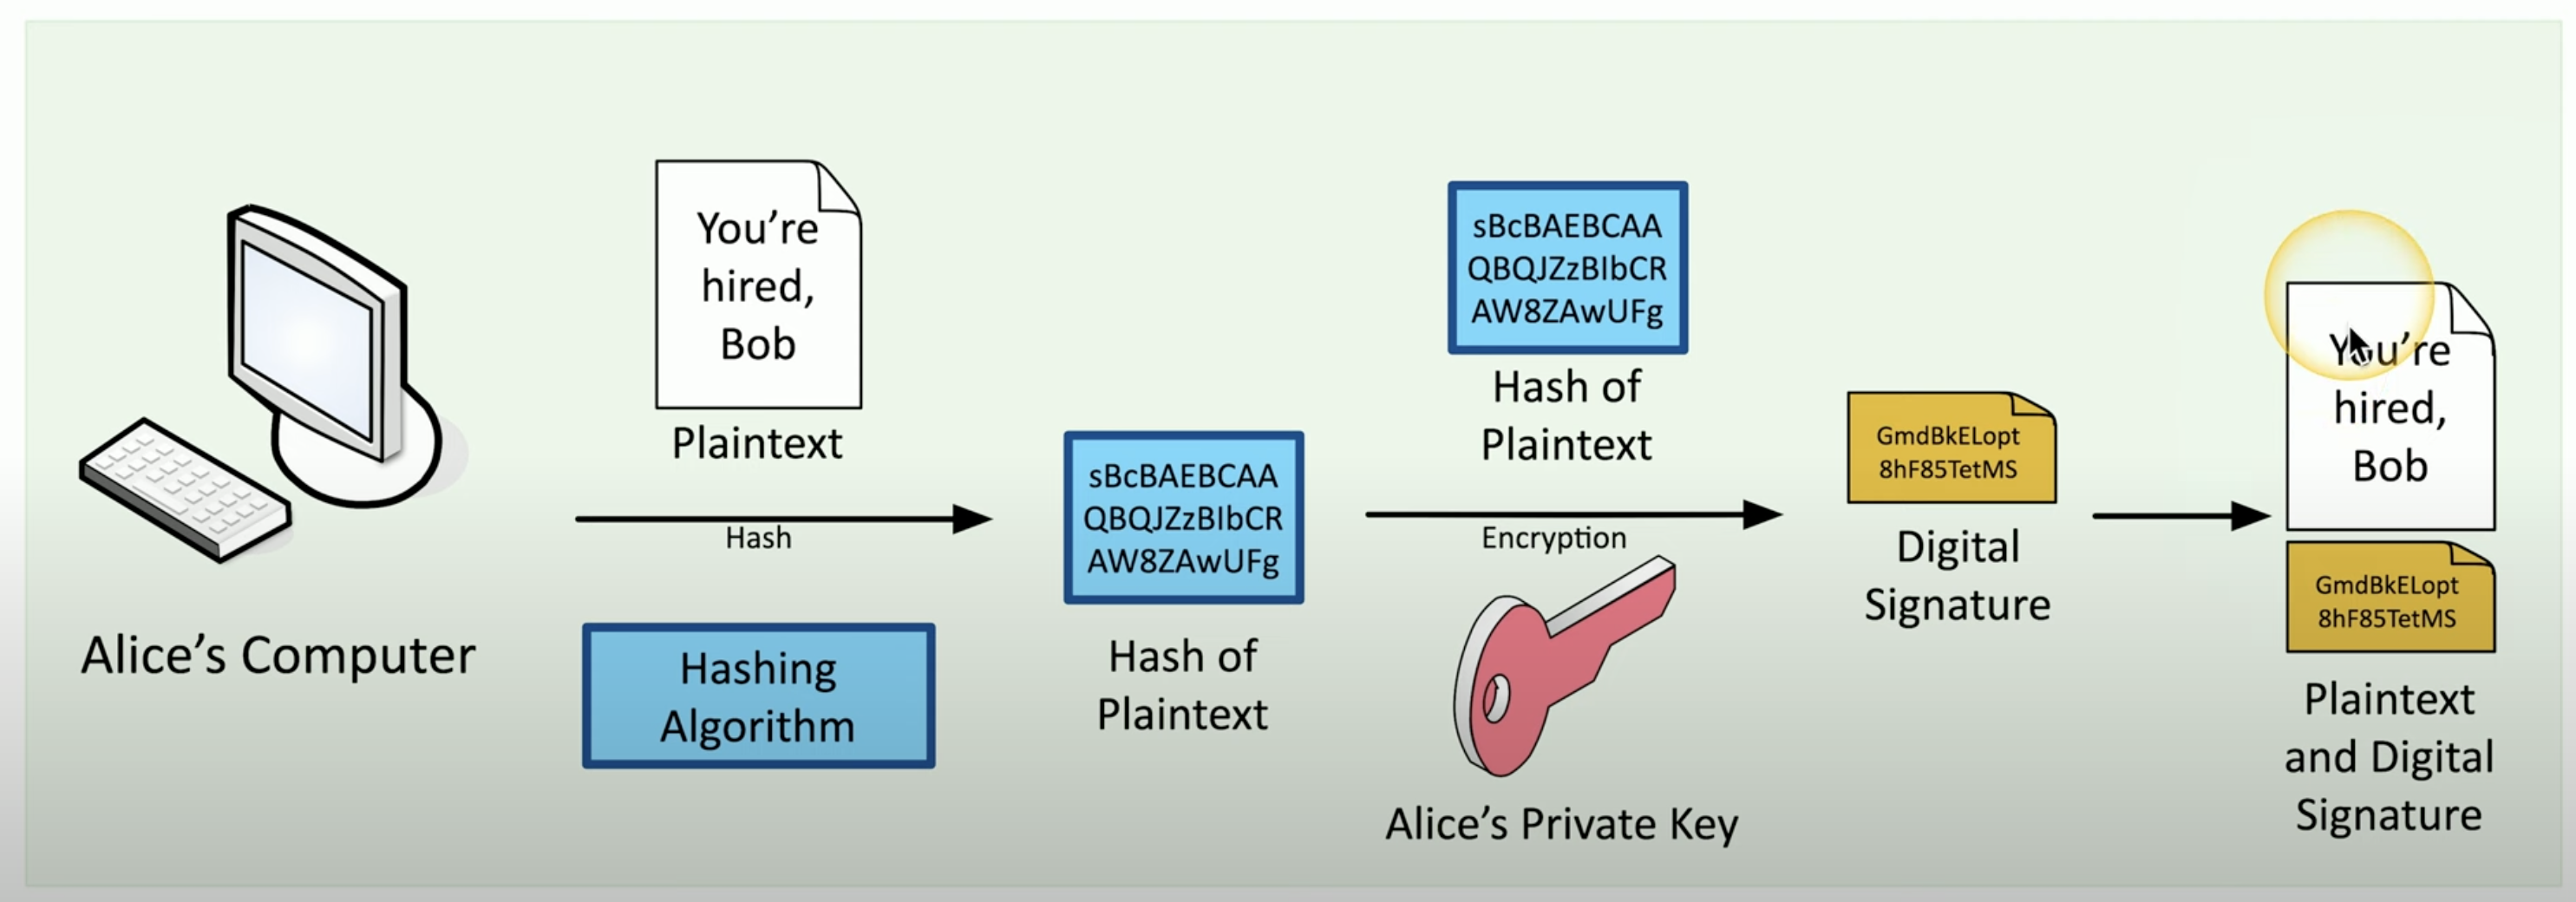 Alice's Computer
You're
hired,
Bob
Plaintext
Hash
Hashing
Algorithm
sBcBAEBCAA
QBQJZzBIbCR
AW8ZAwUFg
Hash of
Plaintext
sBcBAEBCAA
QBQJZzBIbCR
AW8ZAwUFg
Hash of
Plaintext
Encryption
Alice's Private Key
GmdBkELopt
8hF85TetMS
Digital
Signature
You're
hired,
Bob
GmdBkELopt
8hF85TetMS
Plaintext
and Digital
Signature